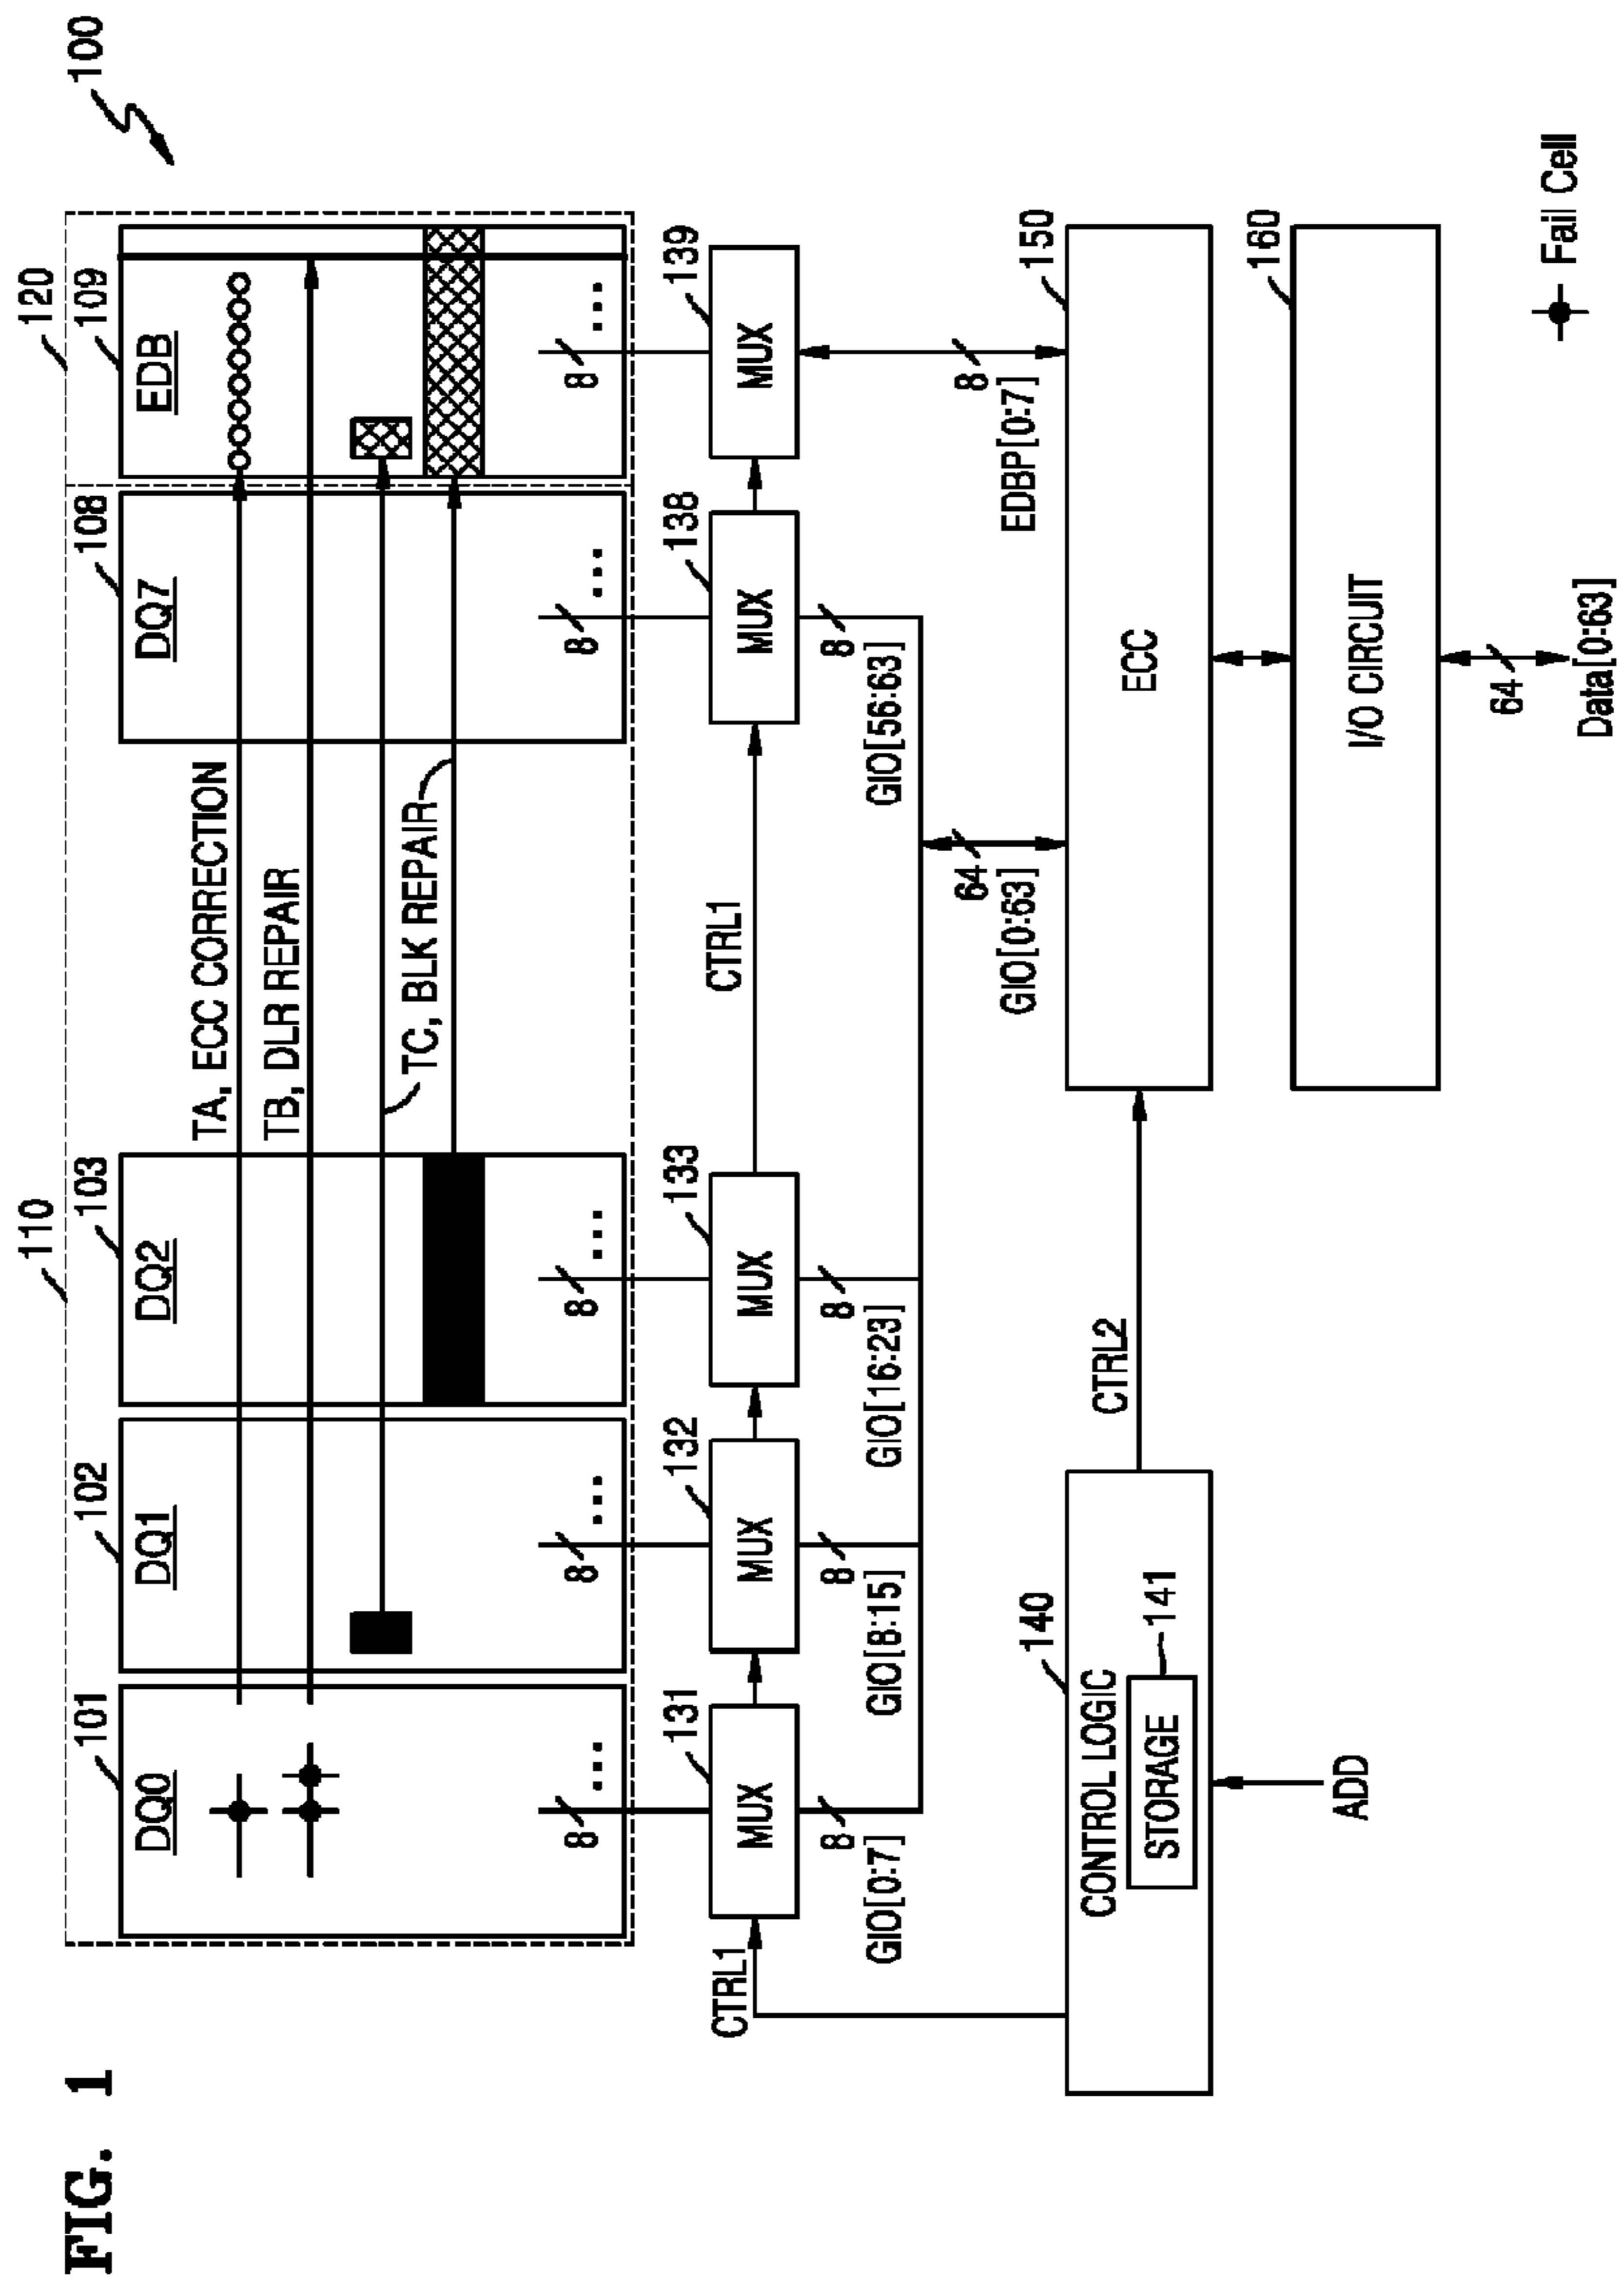 FIG. 1
100
110
120
101
102
103
108
109
DQ0
DQ1
DQ2
DQ7
EDB
TA, ECC CORRECTION
TB, DLR REPAIR
TC, BLK REPAIR
8
8
8
8
8
...
...
...
...
...
131
132
133
138
139
CTRL1
MUX
MUX
MUX
CTRL1
MUX
MUX
8
8
8
8
GIO[0:7]
GIO[8:15]
GIO[16:23]
GIO[56:63]
64
GIO[0:63]
8
EDBP[0:7]
140
CONTROL LOGIC
STORAGE
141
ADD
CTRL2
150
ECC
160
I/O CIRCUIT
64
Data[0:63]
Fail Cell